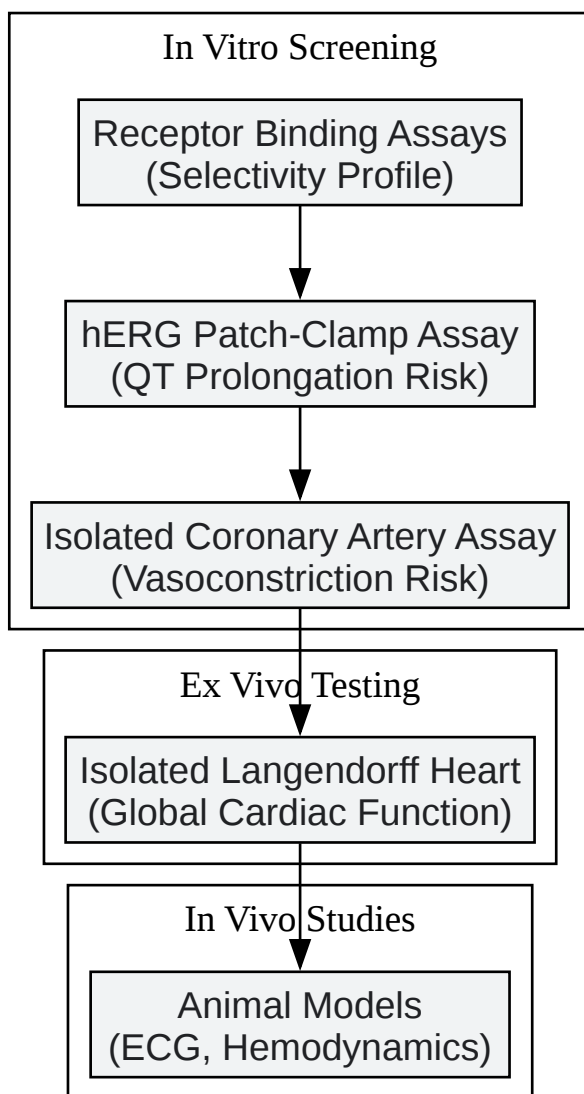 In Vitro Screening
Receptor Binding Assays
(Selectivity Profile)
hERG Patch-Clamp Assay
(QT Prolongation Risk)
Isolated Coronary Artery Assay
(Vasoconstriction Risk)
Ex Vivo Testing
Isolated Langendorff Heart
(Global Cardiac Function)
In Vivo Studies
Animal Models
(ECG, Hemodynamics)